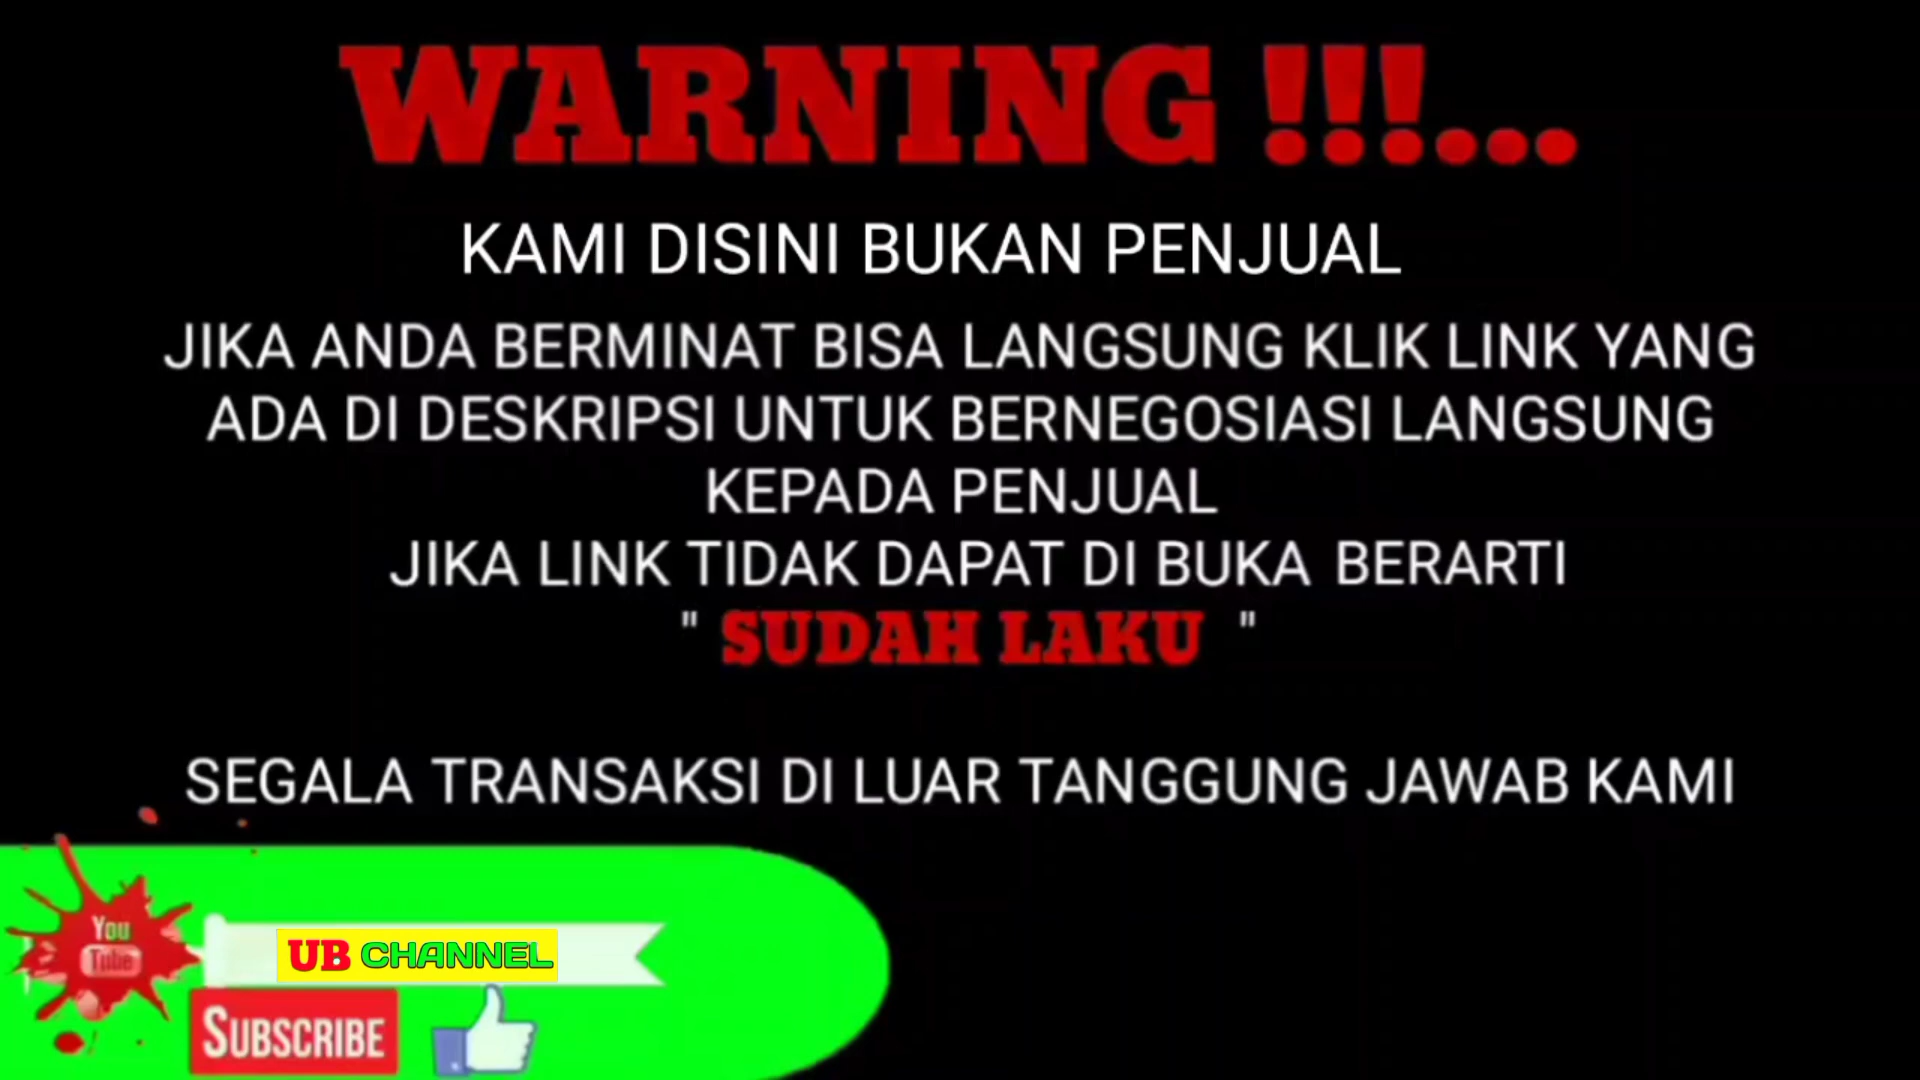 WARNING !!!...
KAMI DISINI BUKAN PENJUAL
JIKA ANDA BERMINAT BISA LANGSUNG KLIK LINK YANG
ADA DI DESKRIPSI UNTUK BERNEGOSIASI LANGSUNG
KEPADA PENJUAL
JIKA LINK TIDAK DAPAT DI BUKA BERARTI
" SUDAH LAKU "
SEGALA TRANSAKSI DI LUAR TANGGUNG JAWAB KAMI
You
Tube
UB CHANNEL
SUBSCRIBE